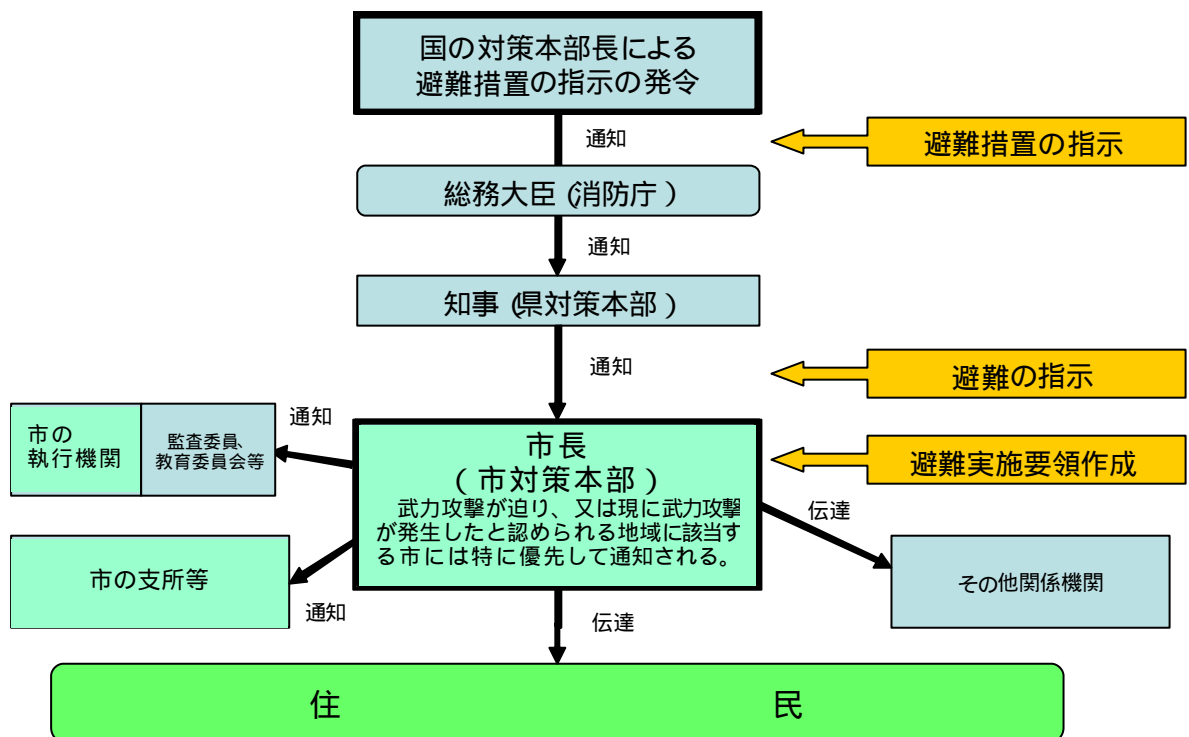 国の対策本部長による
避難措置の指示の発令
通知
避難措置の指示
総務大臣(消防庁)
通知
知事(県対策本部)
通知
避難の指示
市の
執行機関
監査委員、
教育委員会等
通知
市長
(市対策本部)
武力攻撃が迫り、又は現に武力攻撃
が発生したと認められる地域に該当す
る市には特に優先して通知される。
避難実施要領作成
伝達
市の支所等
通知
その他関係機関
伝達
住 民